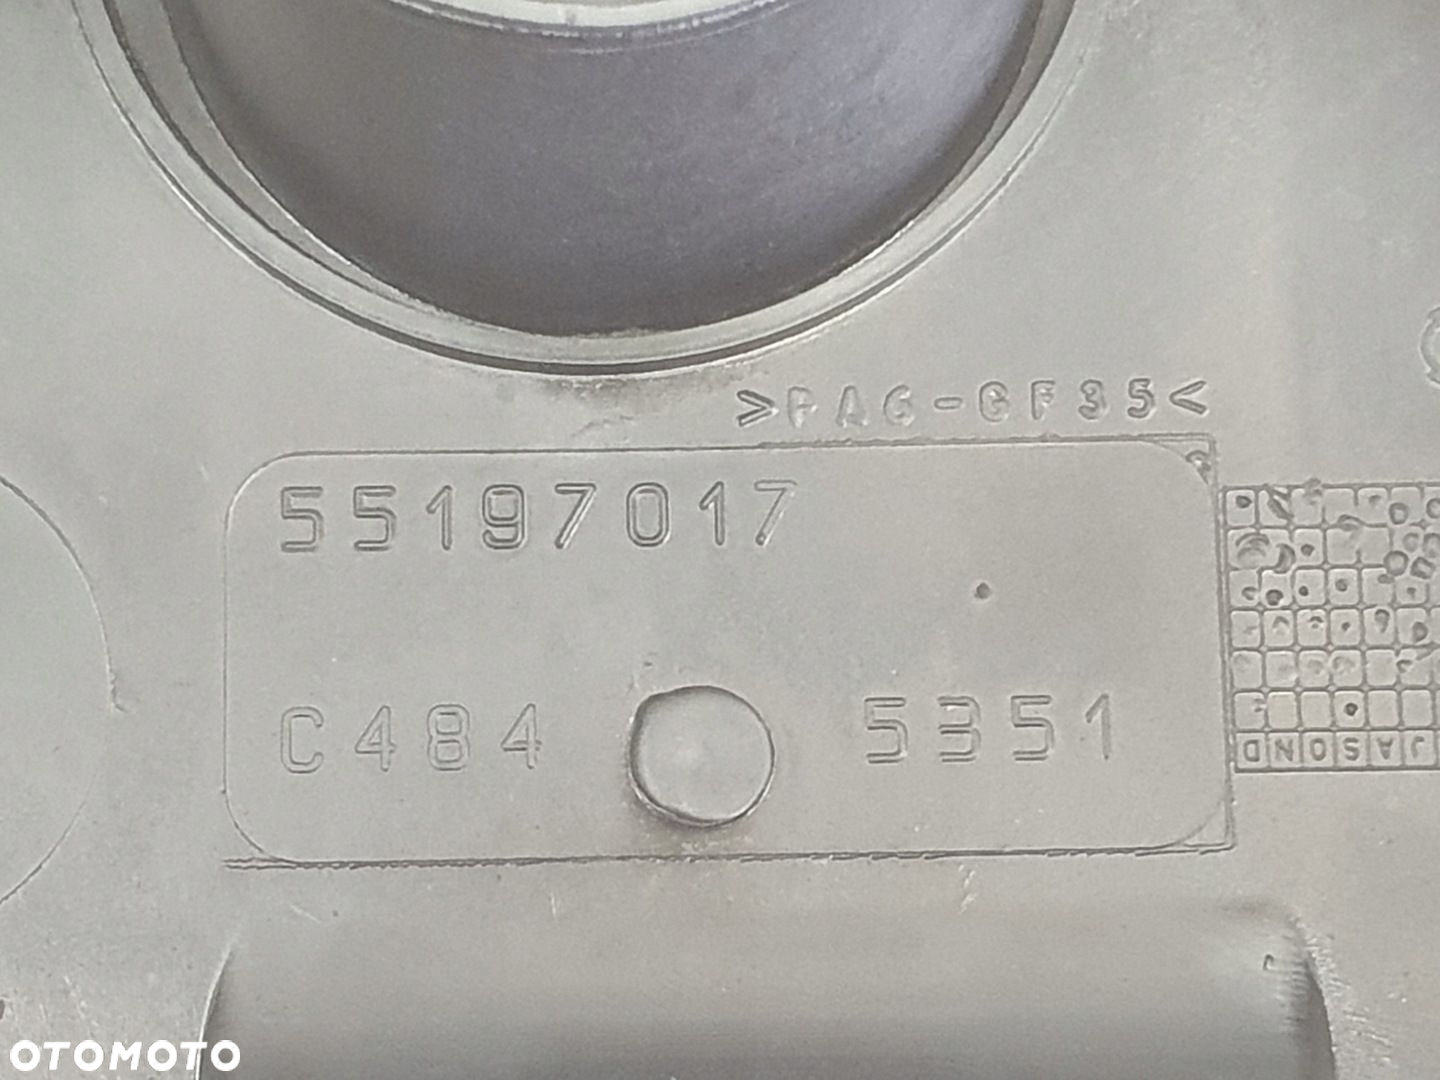 >PA6-GF35<
55197017
C484 5351
DNOSAJ
OTOMOTO